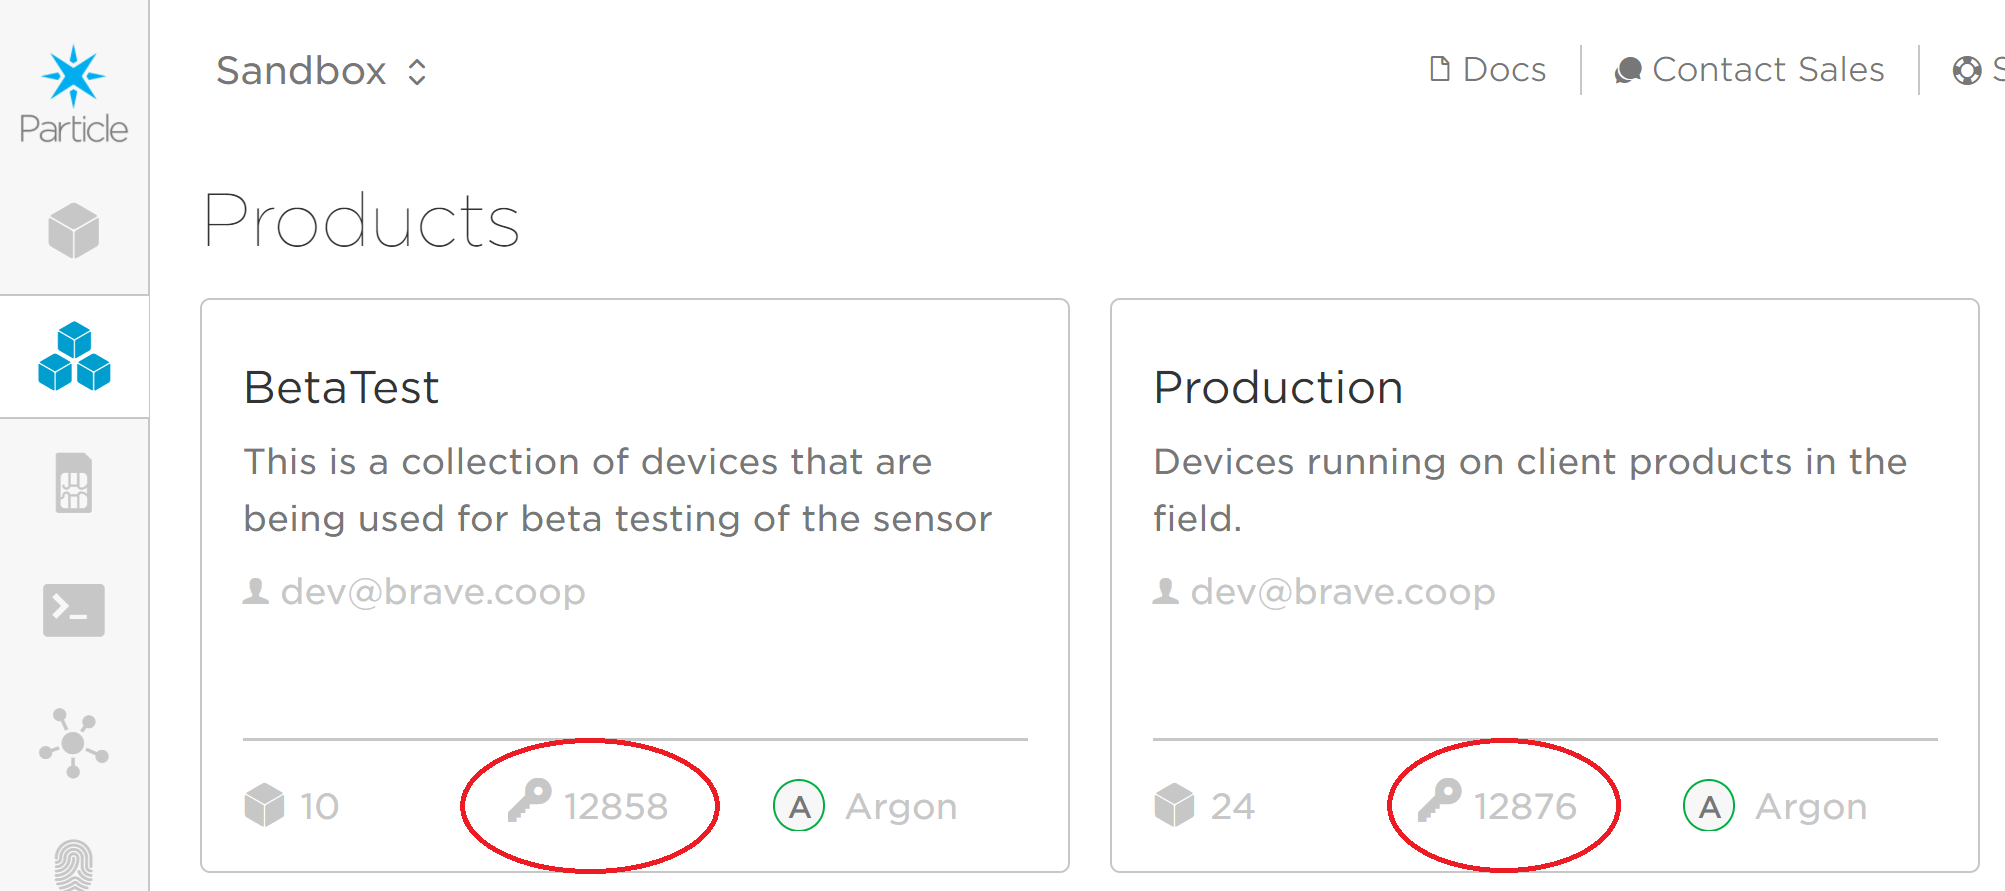 Particle
Sandbox
Docs
Contact Sales
S
Products
BetaTest
This is a collection of devices that are
being used for beta testing of the sensor
dev@brave.coop
10
12858
A Argon
Production
Devices running on client products in the
field.
dev@brave.coop
24
12876
A Argon